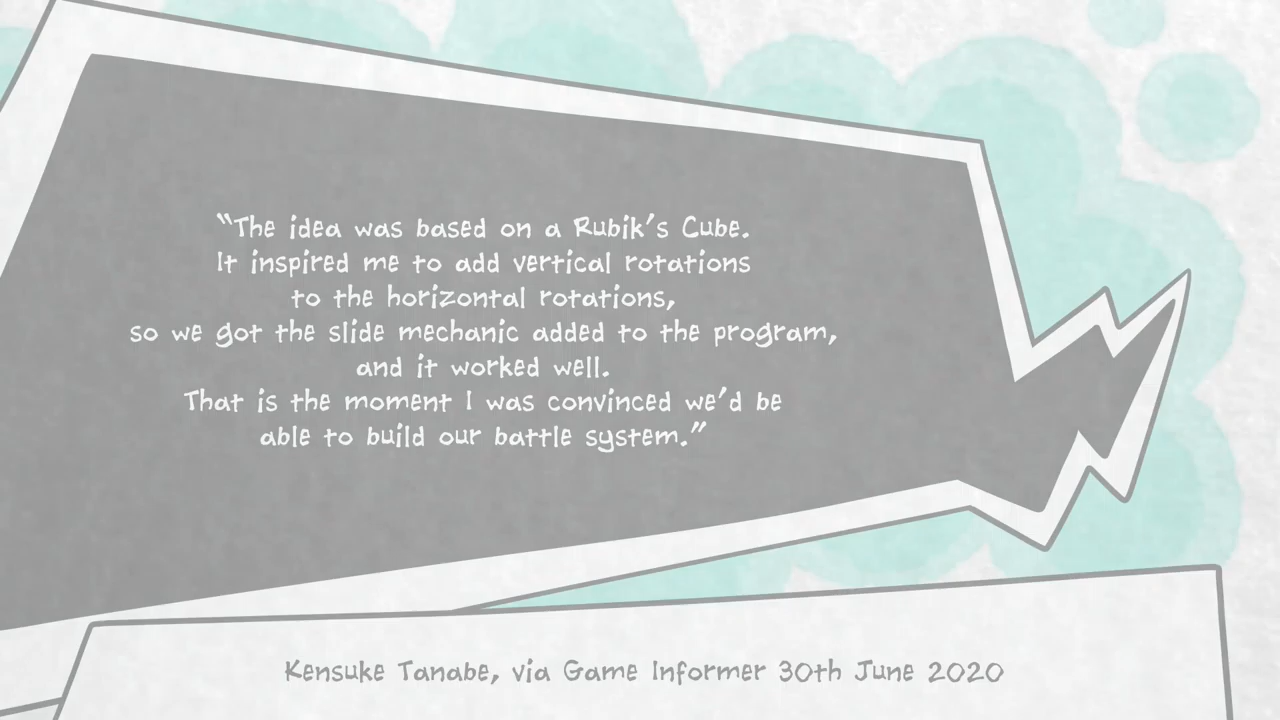 “The idea was based on a Rubik’s Cube.
It inspired me to add vertical rotations
to the horizontal rotations,
so we got the slide mechanic added to the program,
and it worked well.
That is the moment I was convinced we’d be
able to build our battle system.”
Kensuke Tanabe, via Game Informer 30th June 2020